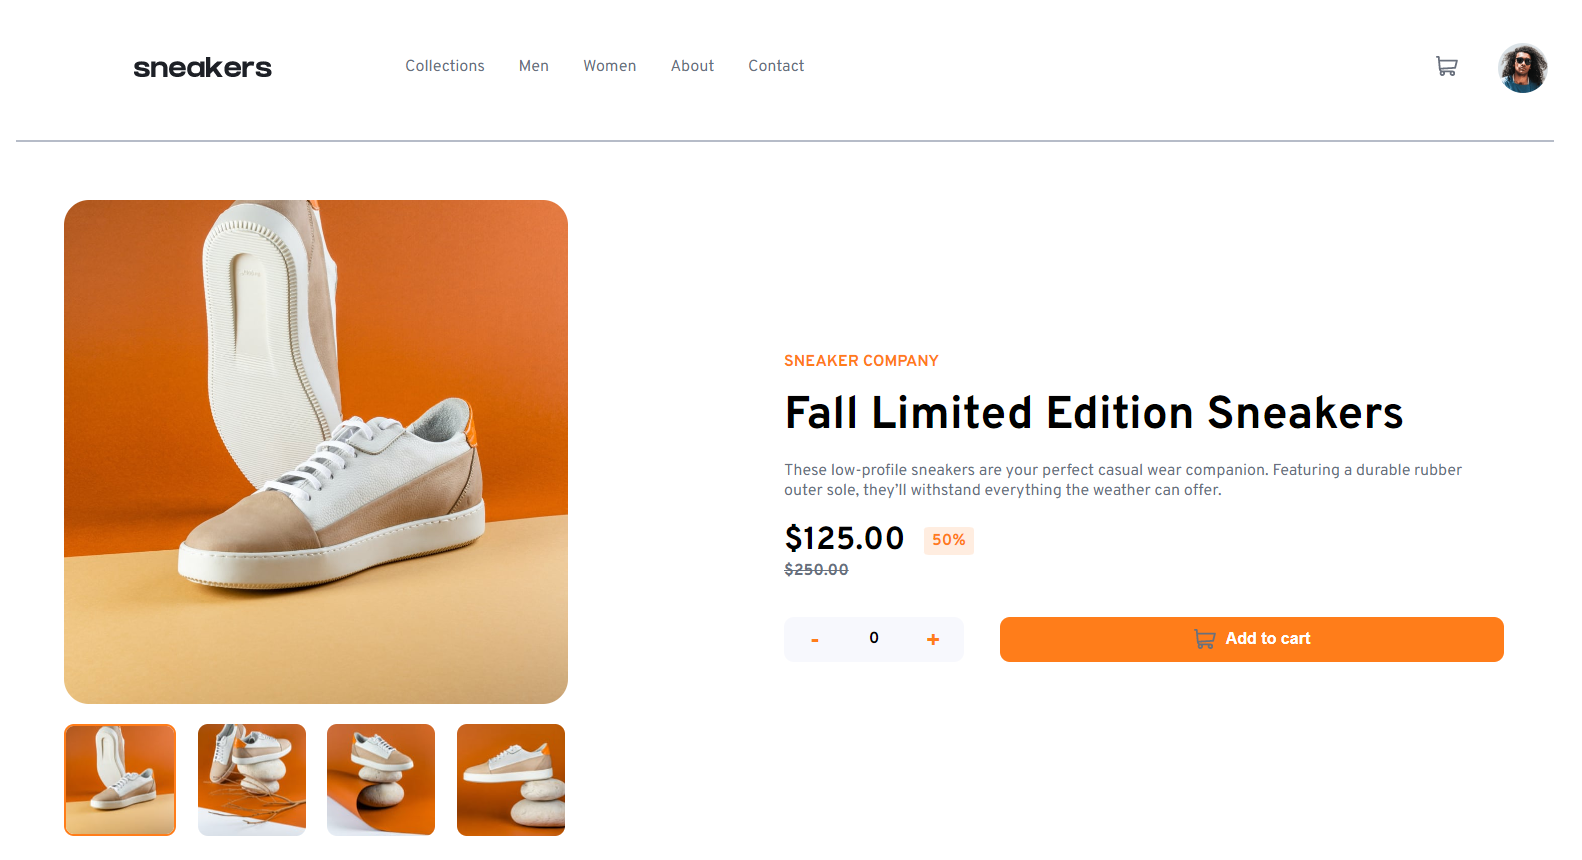 sneakers
Collections Men Women About Contact
SNEAKER COMPANY
Fall Limited Edition Sneakers
These low-profile sneakers are your perfect casual wear companion. Featuring a durable rubber
outer sole, they’ll withstand everything the weather can offer.
$125.00 50%
$250.00
- 0 + Add to cart